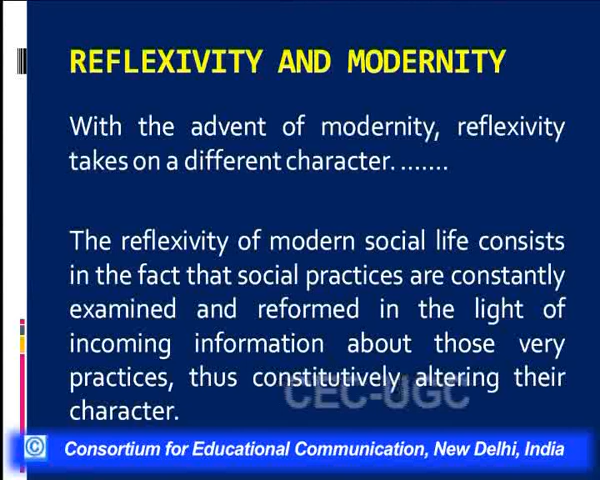 REFLEXIVITY AND MODERNITY
With the advent of modernity, reflexivity
takes on a different character. .......
The reflexivity of modern social life consists
in the fact that social practices are constantly
examined and reformed in the light of
incoming information about those very
practices, thus constitutively altering their
character.
CEC-UGC
© Consortium for Educational Communication, New Delhi, India